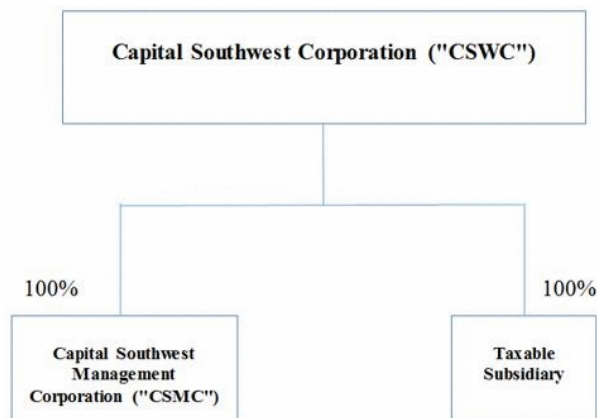 Capital Southwest Corporation ("CSWC")
100%
100%
Capital Southwest
Management
Corporation ("CSMC")
Taxable
Subsidiary